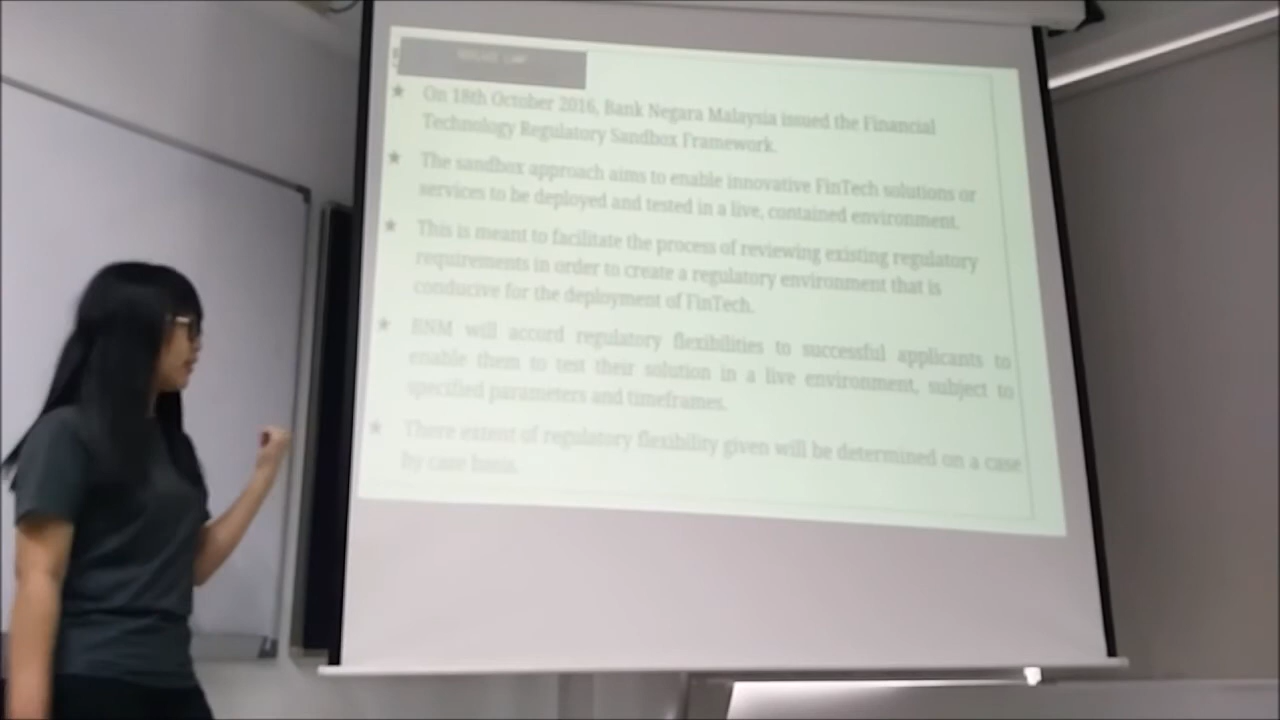 ★ On 18th October 2016, Bank Negara Malaysia issued the Financial
Technology Regulatory Sandbox Framework.
★ The sandbox approach aims to enable innovative FinTech solutions or
services to be deployed and tested in a live, contained environment.
★ This is meant to facilitate the process of reviewing existing regulatory
requirements in order to create a regulatory environment that is
conducive for the deployment of FinTech.
★ BNM will accord regulatory flexibilities to successful applicants to
enable them to test their solution in a live environment, subject to
specified parameters and timeframes.
★ There extent of regulatory flexibility given will be determined on a case
by case basis.